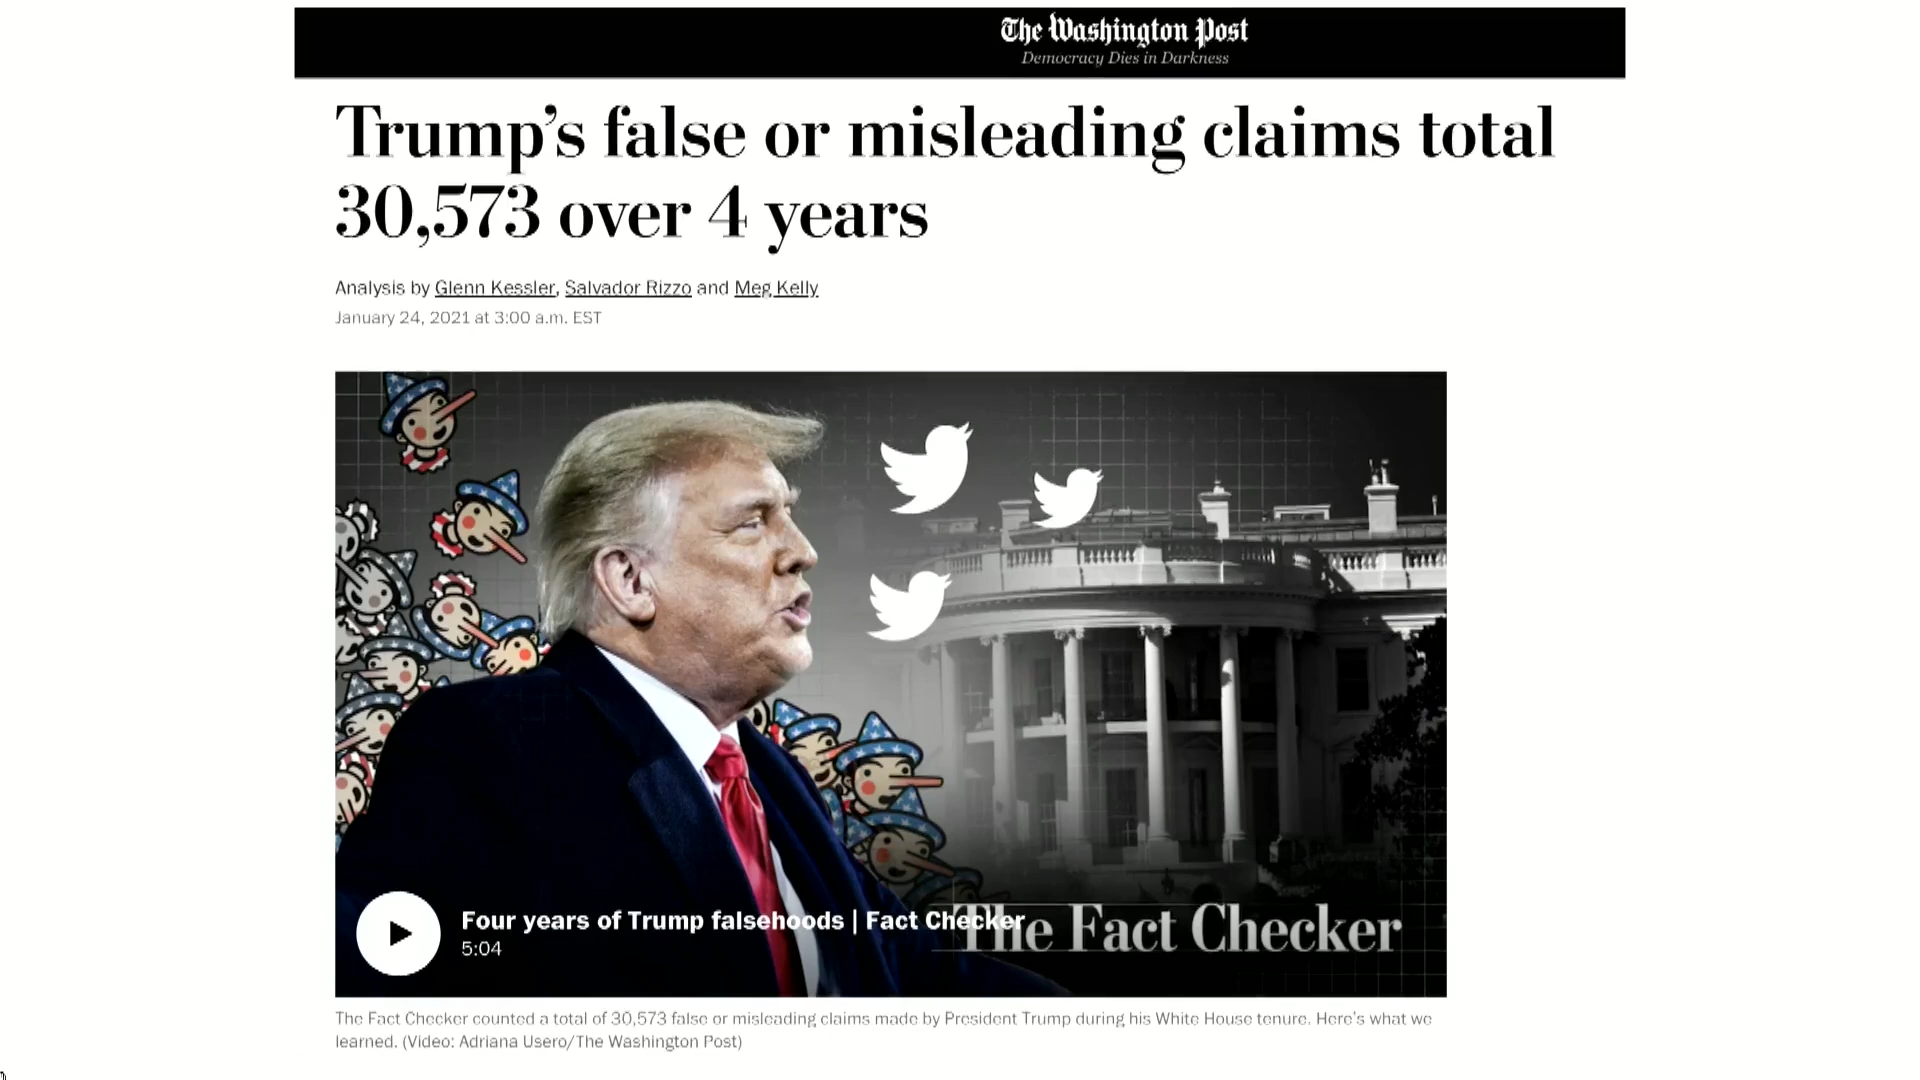 The Washington Post
Democracy Dies in Darkness
Trump's false or misleading claims total
30,573 over 4 years
Analysis by Glenn Kessler, Salvador Rizzo and Meg Kelly
January 24, 2021 at 3:00 a.m. EST
Four years of Trump falsehoods | Fact Checker
5:04
The Fact Checker
The Fact Checker counted a total of 30,573 false or misleading claims made by President Trump during his White House tenure. Here's what we
learned. (Video: Adriana Usero/The Washington Post)